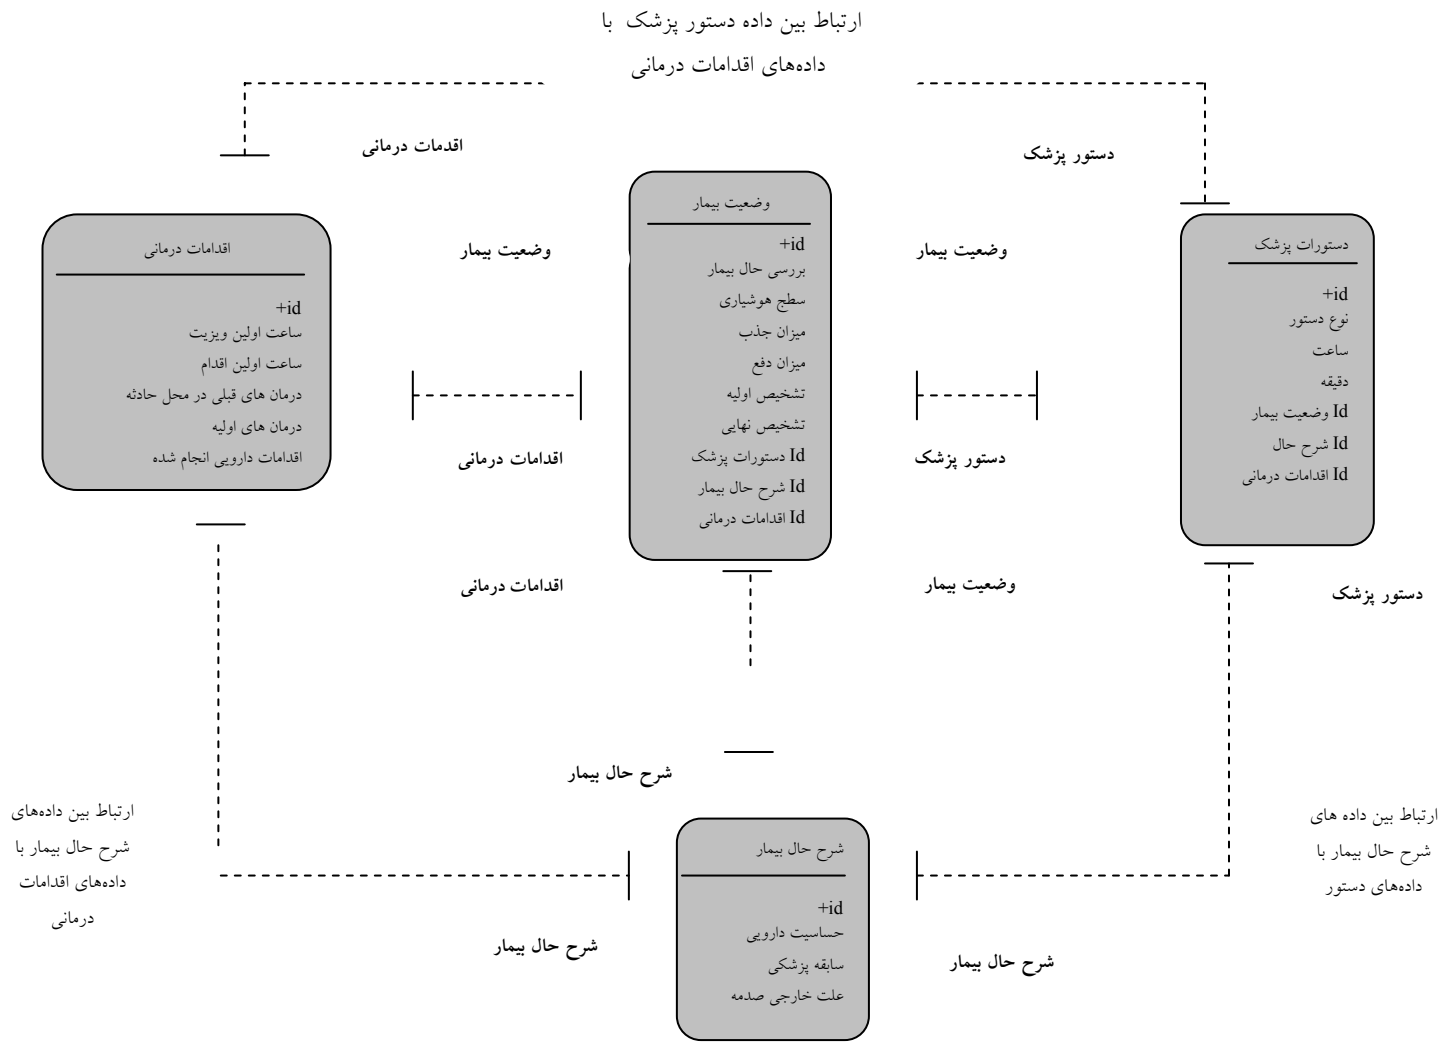 ارتباط بین داده دستور پزشک با
داده‌های اقدامات درمانی
دستور پزشک
اقدمات درمانی
دستورات پزشک
+id
نوع دستور
ساعت
دقیقه
Id وضعیت بیمار
Id شرح حال
Id اقدامات درمانی
وضعیت بیمار
دستور پزشک
وضعیت بیمار
+id
بررسی حال بیمار
سطح هوشیاری
میزان جذب
میزان دفع
تشخیص اولیه
تشخیص نهایی
Id دستورات پزشک
Id شرح حال بیمار
Id اقدامات درمانی
وضعیت بیمار
اقدامات درمانی
اقدامات درمانی
+id
ساعت اولین ویزیت
ساعت اولین اقدام
درمان های قبلی در محل حادثه
درمان های اولیه
اقدامات دارویی انجام شده
دستور پزشک
وضعیت بیمار
اقدامات درمانی
شرح حال بیمار
ارتباط بین داده های
شرح حال بیمار با
داده‌های دستور
شرح حال بیمار
+id
حساسیت دارویی
سابقه پزشکی
علت خارجی صدمه
ارتباط بین داده‌های
شرح حال بیمار با
داده‌های اقدامات
درمانی
شرح حال بیمار
شرح حال بیمار